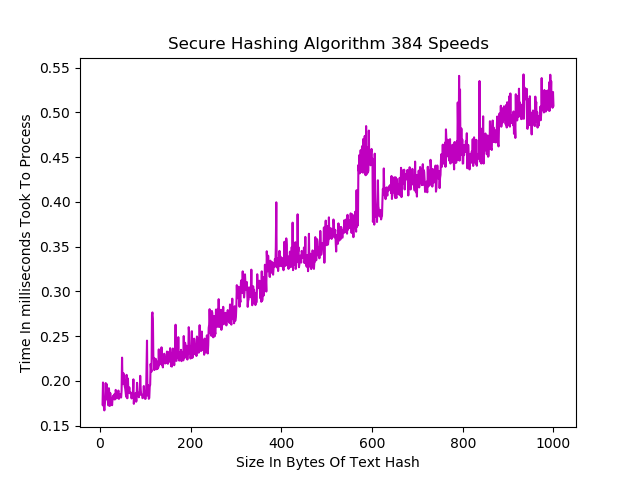 Secure Hashing Algorithm 384 Speeds
0.55
0.50
0.45
0.40
0.35
0.30
0.25
0.20
0.15
Time In milliseconds Took To Process
0 200 400 600 800 1000
Size In Bytes Of Text Hash